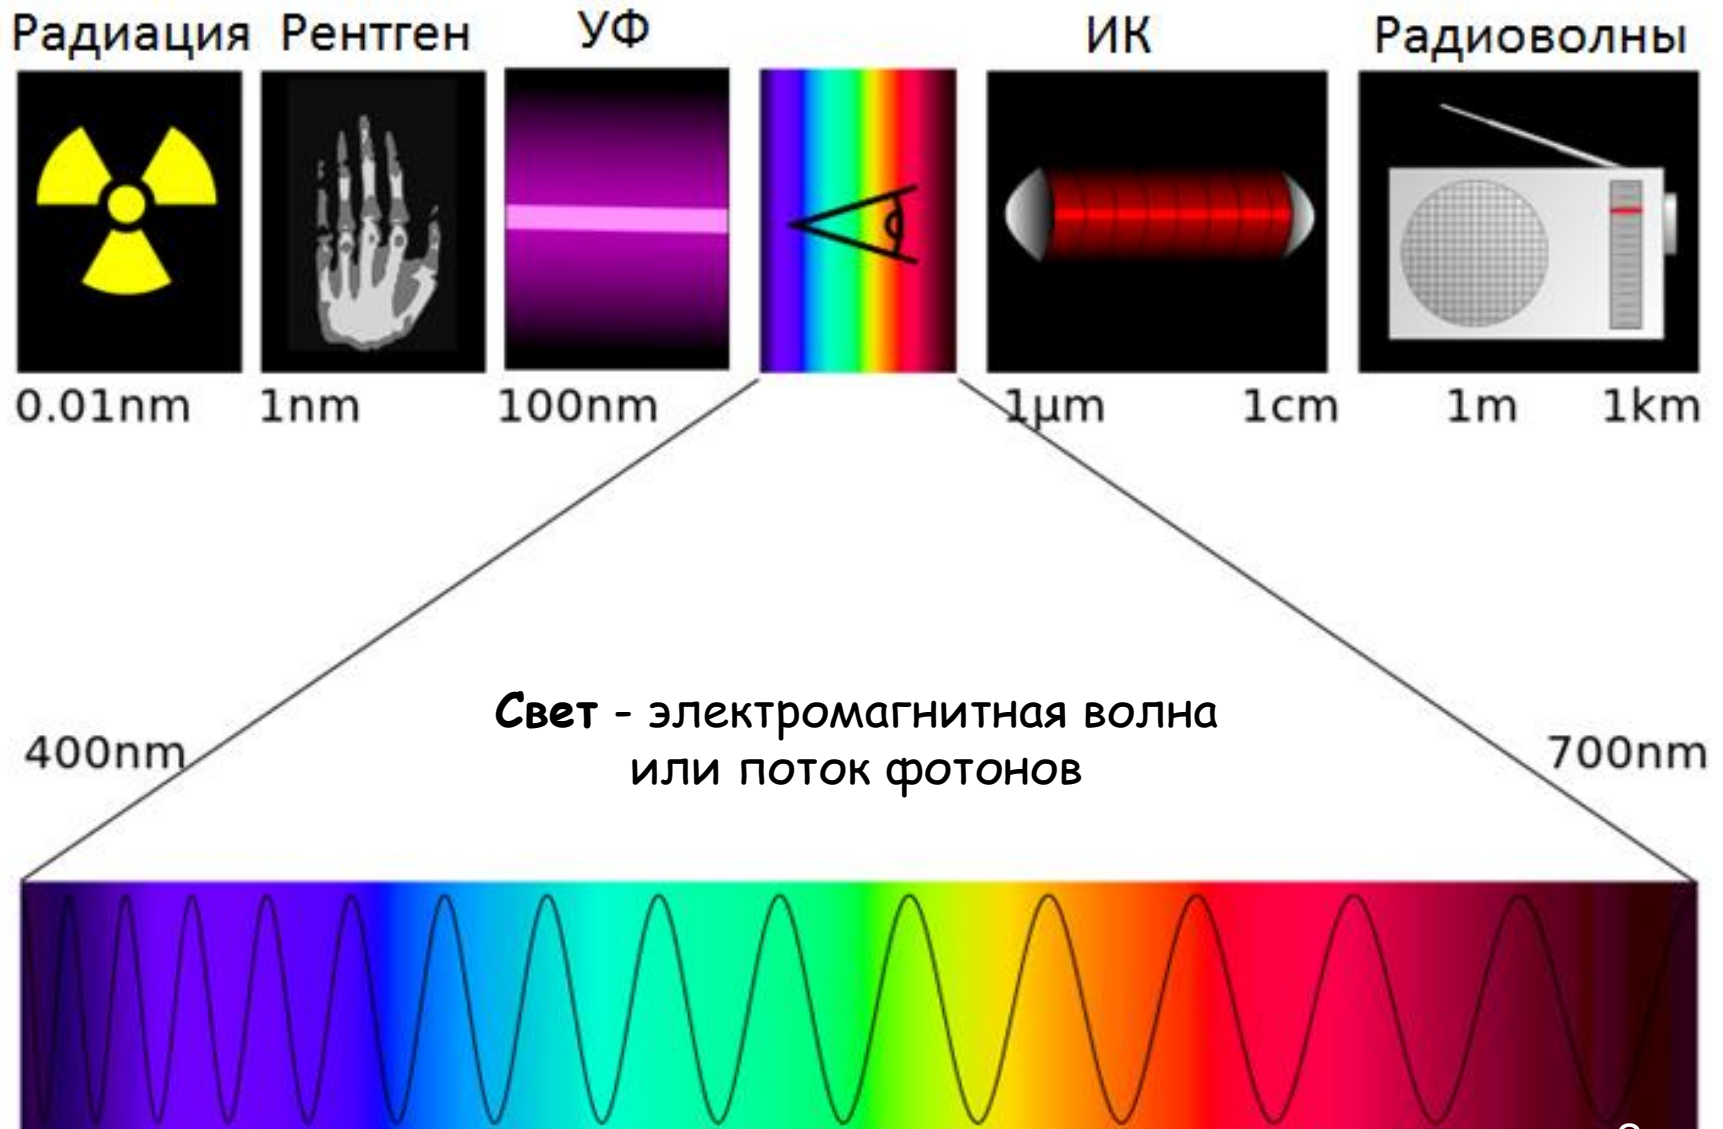 Радиация Рентген УФ ИК Радиоволны
0.01nm 1nm 100nm 1µm 1cm 1m 1km
Свет - электромагнитная волна
или поток фотонов
400nm 700nm